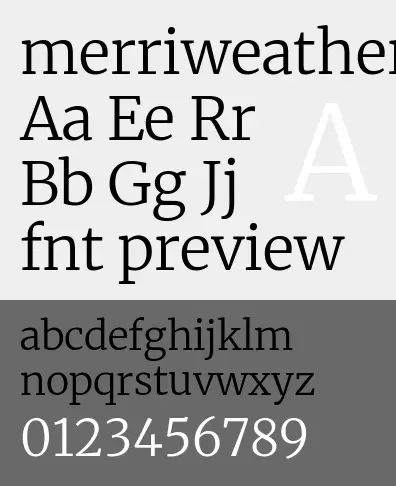 merriweather
Aa Ee Rr
A
Bb Gg Jj
fnt preview
abcdefghijklm
nopqrstuvwxyz
0123456789